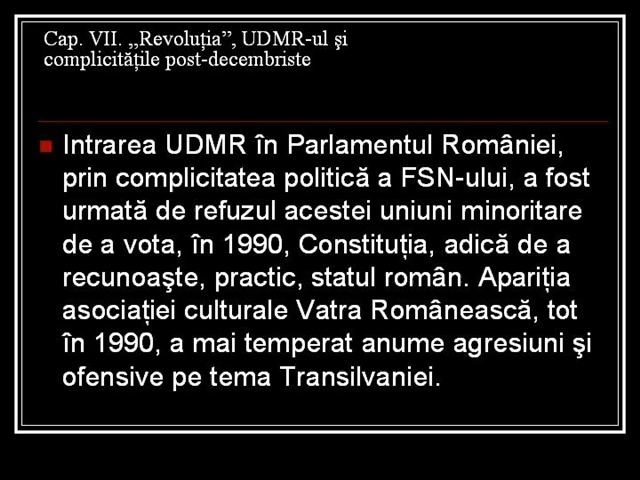 Cap. VII. „Revoluția”, UDMR-ul şi
complicitățile post-decembriste
Intrarea UDMR în Parlamentul României,
prin complicitatea politică a FSN-ului, a fost
urmată de refuzul acestei uniuni minoritare
de a vota, în 1990, Constituția, adică de a
recunoaşte, practic, statul român. Apariția
asociației culturale Vatra Românească, tot
în 1990, a mai temperat anume agresiuni şi
ofensive pe tema Transilvaniei.